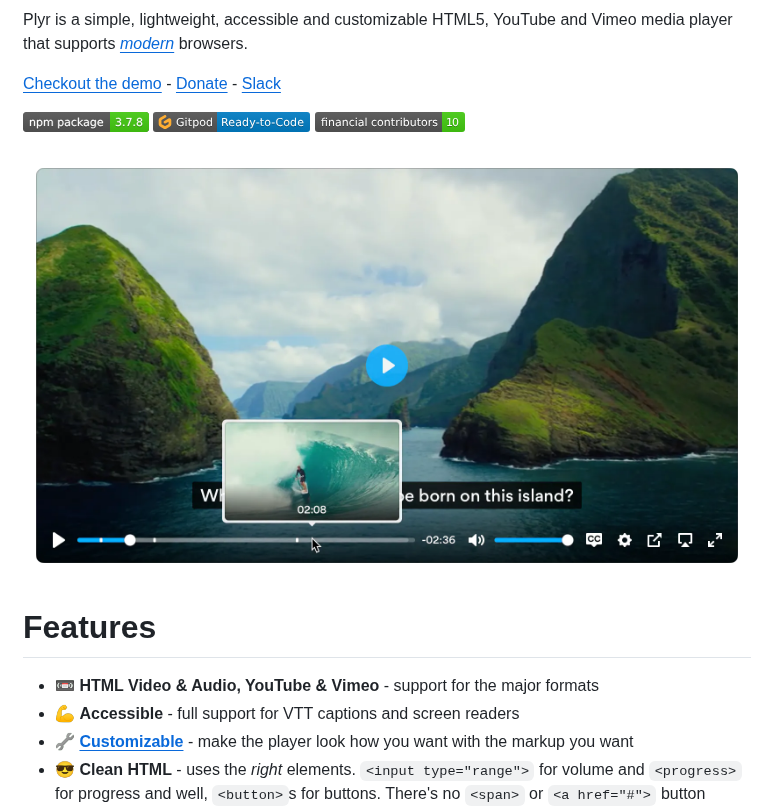 Plyr is a simple, lightweight, accessible and customizable HTML5, YouTube and Vimeo media player
that supports modern browsers.
Checkout the demo - Donate - Slack
npm package 3.7.8 Gitpod Ready-to-Code financial contributors 10
02:08
be born on this island?
-02:36 CC
Features
📼 HTML Video & Audio, YouTube & Vimeo - support for the major formats
💪 Accessible - full support for VTT captions and screen readers
🔧 Customizable - make the player look how you want with the markup you want
😎 Clean HTML - uses the right elements. <input type="range"> for volume and <progress>
for progress and well, <button>s for buttons. There's no <span> or <a href="#"> button